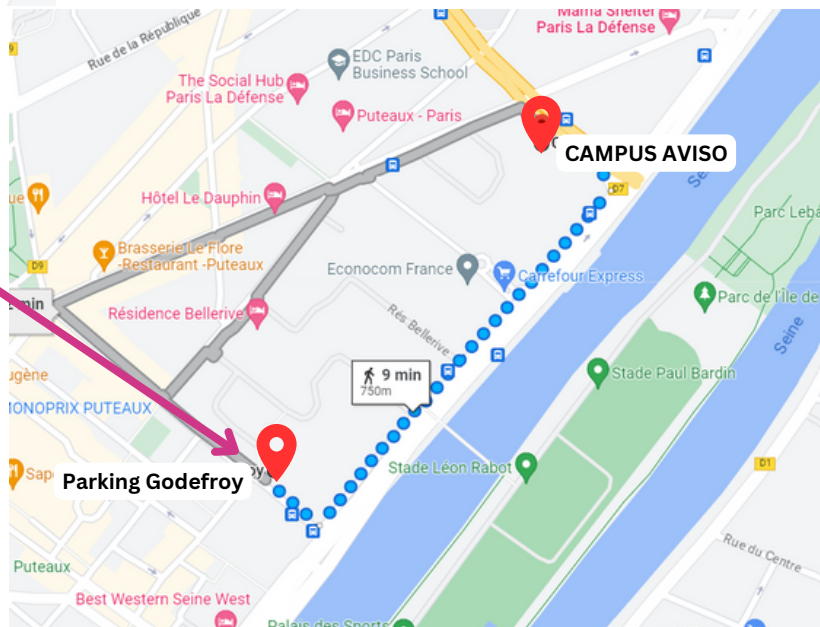 Mama Shelter
Paris La Défense
Rue de la République
EDC Paris
Business School
The Social Hub
Paris La Défense
Puteaux - Paris
CAMPUS AVISO
D7
Seine
Hôtel Le Dauphin
Parc Leba
D9
Brasserie Le Flore
-Restaurant -Puteaux
Econocom France
Carrefour Express
Parc de l'Île de
min
Résidence Bellerive
Rés Bellerive
Seine
9 min
750m
Stade Paul Bardin
ugène
MONOPRIX PUTEAUX
Parking Godefroy
Stade Léon Rabot
D1
Sap
Rue du Centre
Puteaux
Best Western Seine West
Palais des Sports